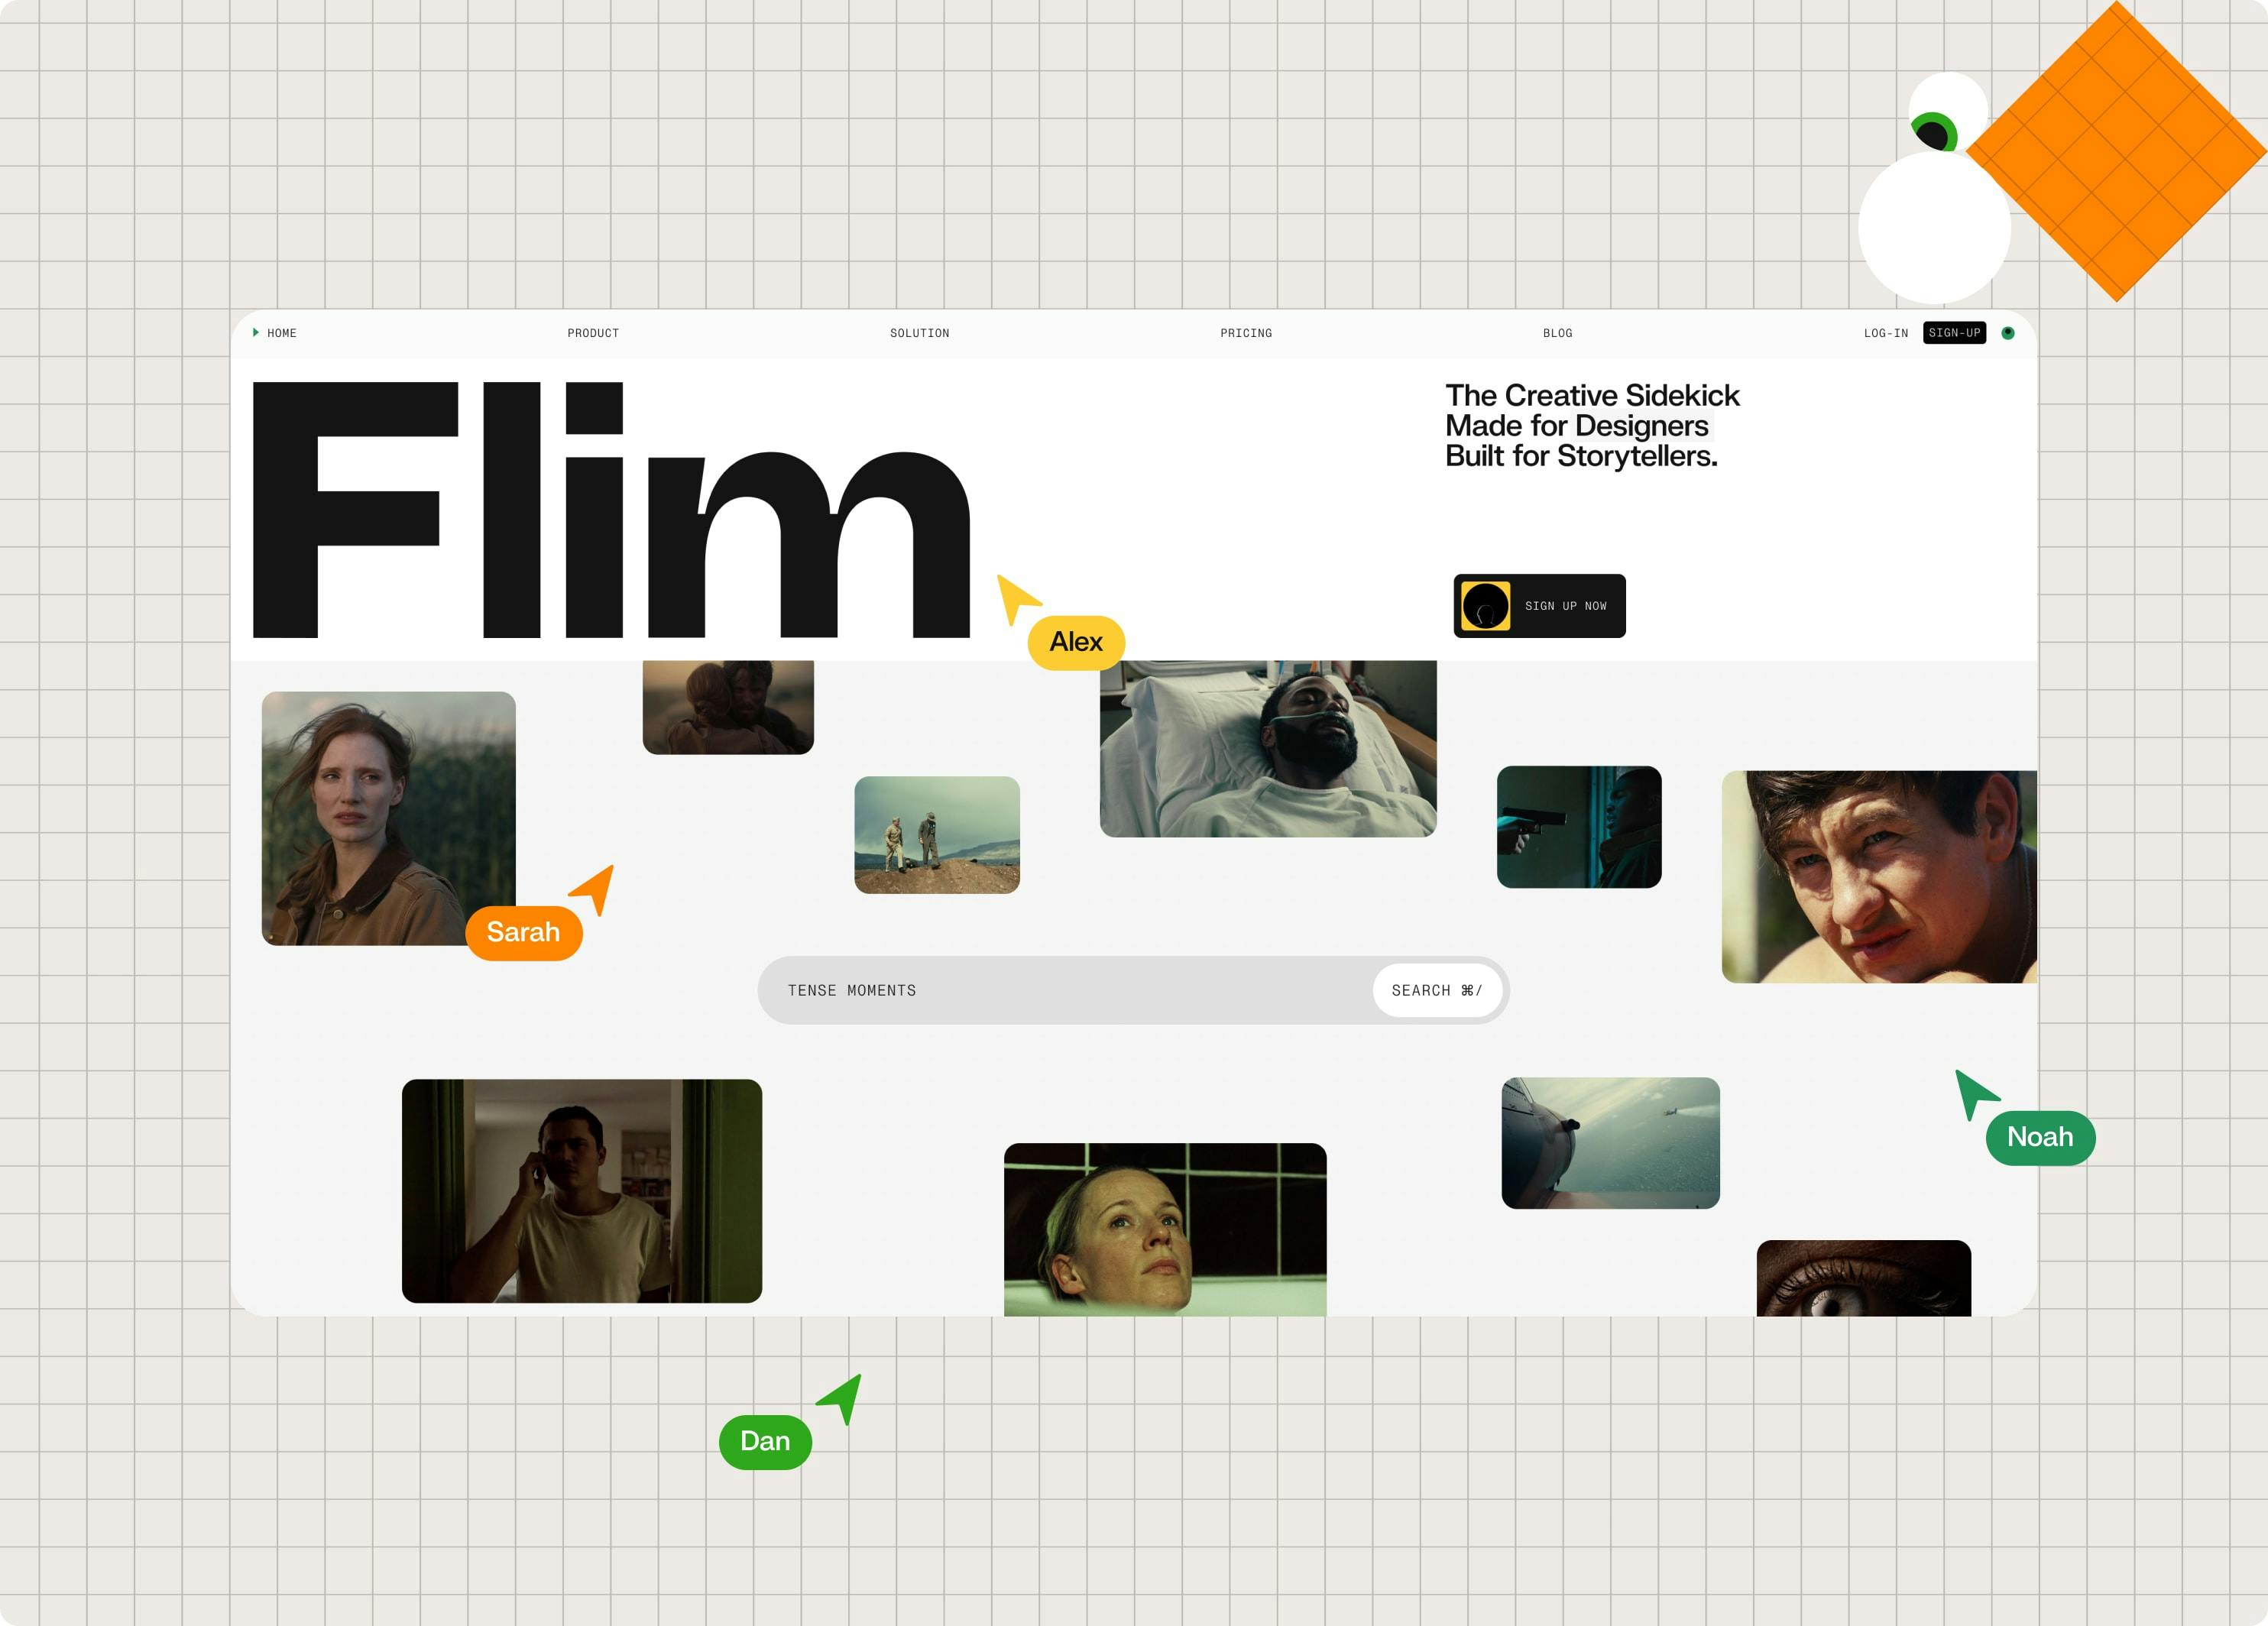 HOME
PRODUCT
SOLUTION
PRICING
BLOG
LOG-IN
SIGN-UP
Flim
The Creative Sidekick
Made for Designers
Built for Storytellers.
SIGN UP NOW
Alex
Sarah
TENSE MOMENTS
SEARCH ⌘/
Noah
Dan